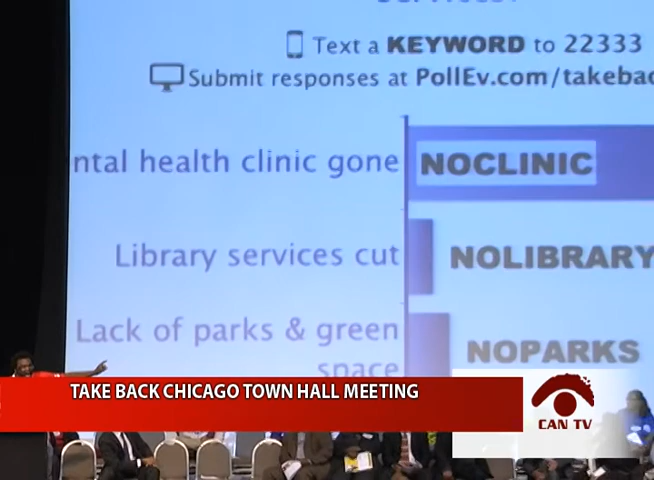 Text a KEYWORD to 22333
Submit responses at PollEv.com/takebac
ntal health clinic gone NOCLINIC
Library services cut NOLIBRARY
Lack of parks & green
space
NOPARKS
TAKE BACK CHICAGO TOWN HALL MEETING
CAN TV